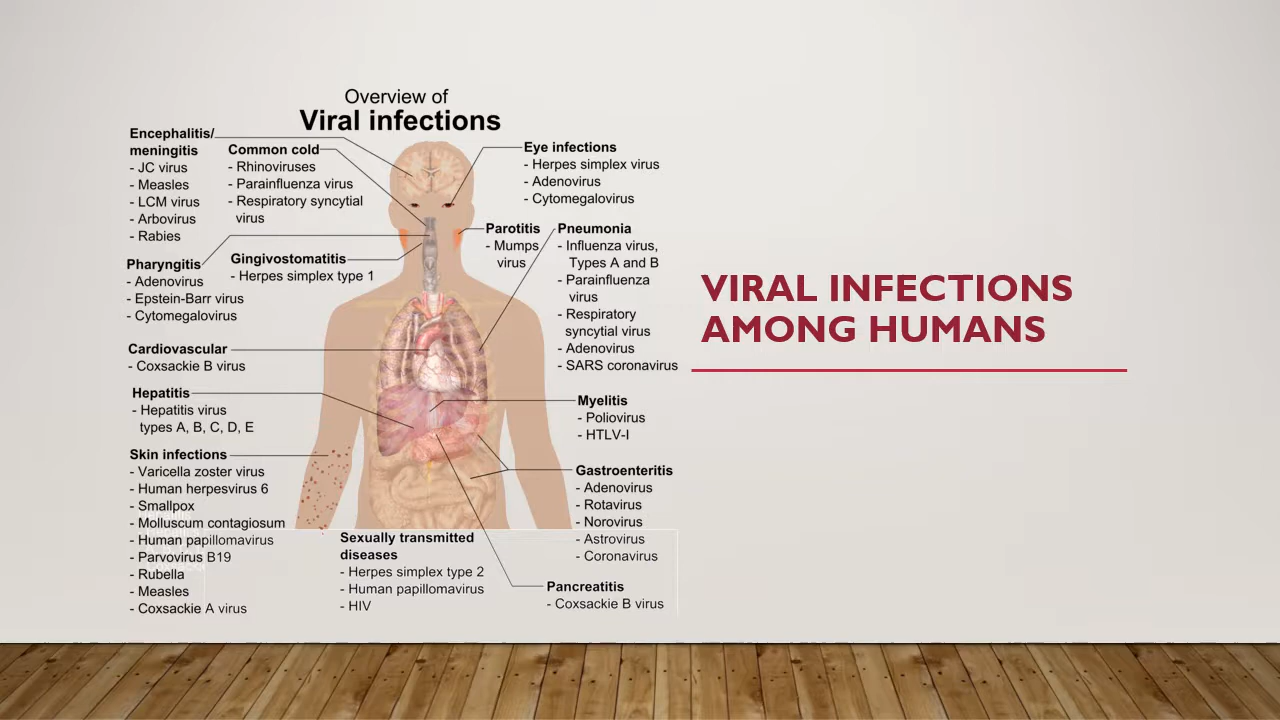 Overview of
Viral infections
Encephalitis/
meningitis
- JC virus
- Measles
- LCM virus
- Arbovirus
- Rabies
Common cold
- Rhinoviruses
- Parainfluenza virus
- Respiratory syncytial
virus
Eye infections
- Herpes simplex virus
- Adenovirus
- Cytomegalovirus
Parotitis
- Mumps
virus
Pneumonia
- Influenza virus,
Types A and B
- Parainfluenza
virus
- Respiratory
syncytial virus
- Adenovirus
- SARS coronavirus
Pharyngitis
- Adenovirus
- Epstein-Barr virus
- Cytomegalovirus
Gingivostomatitis
- Herpes simplex type 1
Cardiovascular
- Coxsackie B virus
Hepatitis
- Hepatitis virus
types A, B, C, D, E
Myelitis
- Poliovirus
- HTLV-I
Skin infections
- Varicella zoster virus
- Human herpesvirus 6
- Smallpox
- Molluscum contagiosum
- Human papillomavirus
- Parvovirus B19
- Rubella
- Measles
- Coxsackie A virus
Gastroenteritis
- Adenovirus
- Rotavirus
- Norovirus
- Astrovirus
- Coronavirus
Sexually transmitted
diseases
- Herpes simplex type 2
- Human papillomavirus
- HIV
Pancreatitis
- Coxsackie B virus
VIRAL INFECTIONS
AMONG HUMANS